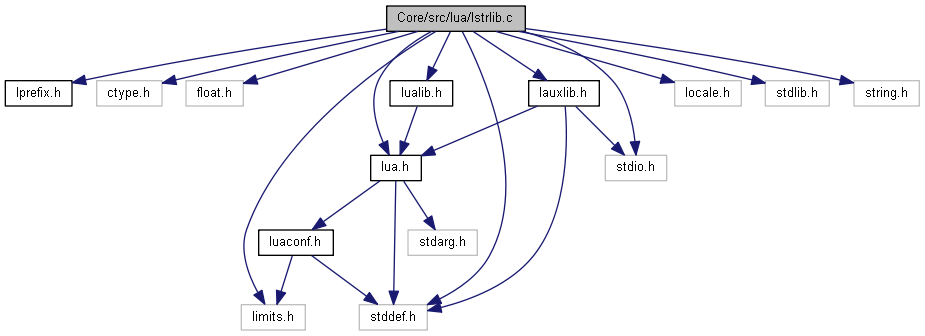 Core/src/lua/lstrlib.c
lprefix.h
ctype.h
float.h
lualib.h
lauxlib.h
locale.h
stdlib.h
string.h
lua.h
stdio.h
luaconf.h
stdarg.h
limits.h
stddef.h